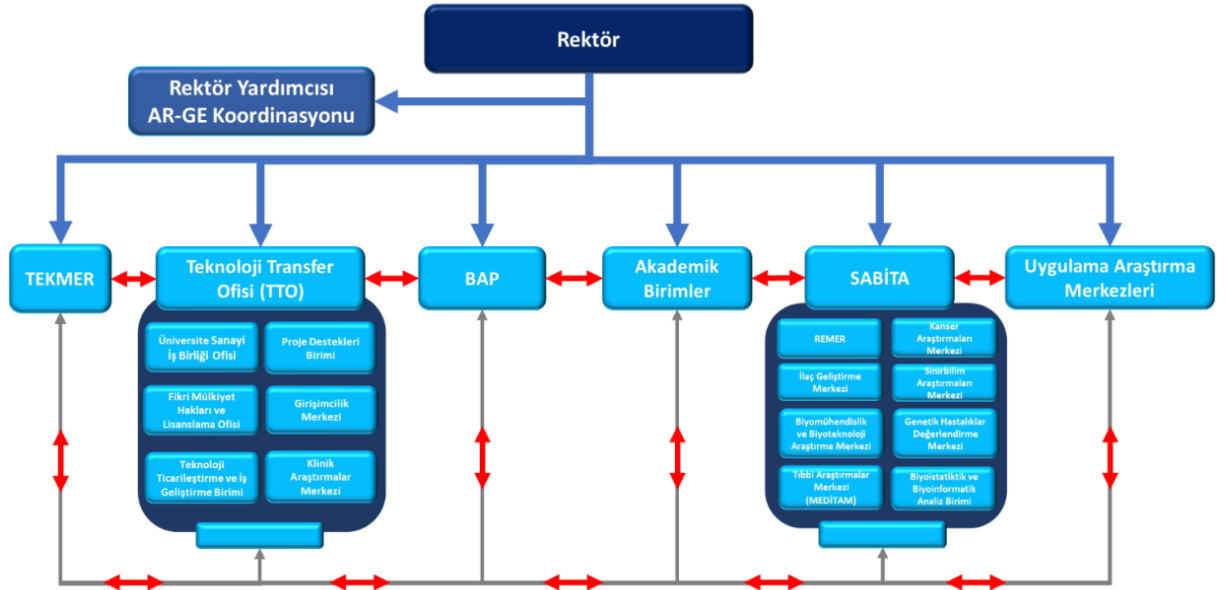 Rektör
Rektör Yardımcısı
AR-GE Koordinasyonu
TEKMER
Teknoloji Transfer
Ofisi (TTO)
BAP
Akademik
Birimler
SABİTA
Uygulama Araştırma
Merkezleri
Üniversite Sanayi
İş Birliği Ofisi
Proje Destekleri
Birimi
Fikri Mülkiyet
Hakları ve
Lisanslama Ofisi
Girişimcilik
Merkezi
Teknoloji
Ticarileştirme ve İş
Geliştirme Birimi
Klinik
Araştırmalar
Merkezi
REMER
Kanser
Araştırmaları
Merkezi
İlaç Geliştirme
Merkezi
Sinirbilim
Araştırmaları
Merkezi
Biyomühendislik
ve Biyoteknoloji
Araştırma Merkezi
Genetik Hastalıklar
Değerlendirme
Merkezi
Tıbbi Araştırmalar
Merkezi
(MEDİTAM)
Biyoistatiktik ve
Biyoinformatik
Analiz Birimi